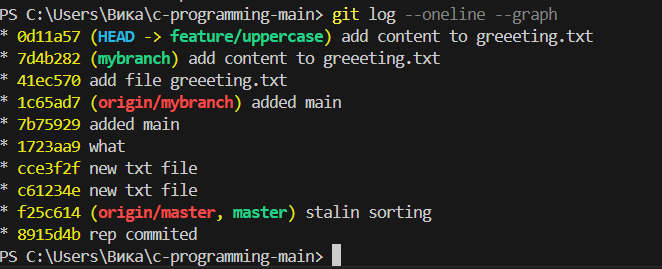 PS C:\Users\Вика\c-programming-main> git log --oneline --graph
* 0d11a57 (HEAD -> feature/uppercase) add content to greeeting.txt
* 7d4b282 (mybranch) add content to greeeting.txt
* 41ec570 add file greeeting.txt
* 1c65ad7 (origin/mybranch) added main
* 7b75929 added main
* 1723aa9 what
* cce3f2f new txt file
* c61234e new txt file
* f25c614 (origin/master, master) stalin sorting
* 8915d4b rep commited
PS C:\Users\Вика\c-programming-main>